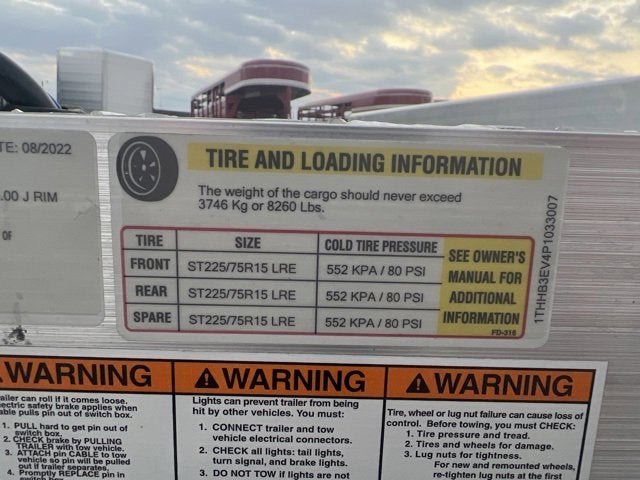 TE: 08/2022
.00 J RIM
OF
TIRE AND LOADING INFORMATION
The weight of the cargo should never exceed
3746 Kg or 8260 Lbs.
TIRE SIZE COLD TIRE PRESSURE
FRONT ST225/75R15 LRE 552 KPA / 80 PSI
REAR ST225/75R15 LRE 552 KPA / 80 PSI
SPARE ST225/75R15 LRE 552 KPA / 80 PSI
SEE OWNER'S
MANUAL FOR
ADDITIONAL
INFORMATION
FD-316
1THHB3EV4P1033007
WARNING
ailer can roll if it comes loose.
ectric safety brake applies when
able pulls pin out of switch box.
1. PULL hard to get pin out of
switch box.
2. CHECK brake by PULLING
TRAILER with tow vehicle.
3. ATTACH pin CABLE to tow
vehicle so pin will be pulled
out if trailer separates.
4. Promptly REPLACE pin in
switch box.
WARNING
Lights can prevent trailer from being
hit by other vehicles. You must:
1. CONNECT trailer and tow
vehicle electrical connectors.
2. CHECK all lights: tail lights,
turn signal, and brake lights.
3. DO NOT TOW if lights are not
WARNING
Tire, wheel or lug nut failure can cause loss of
control. Before towing, you must CHECK:
1. Tire pressure and tread.
2. Tires and wheels for damage.
3. Lug nuts for tightness.
For new and remounted wheels,
re-tighten lug nuts at the first